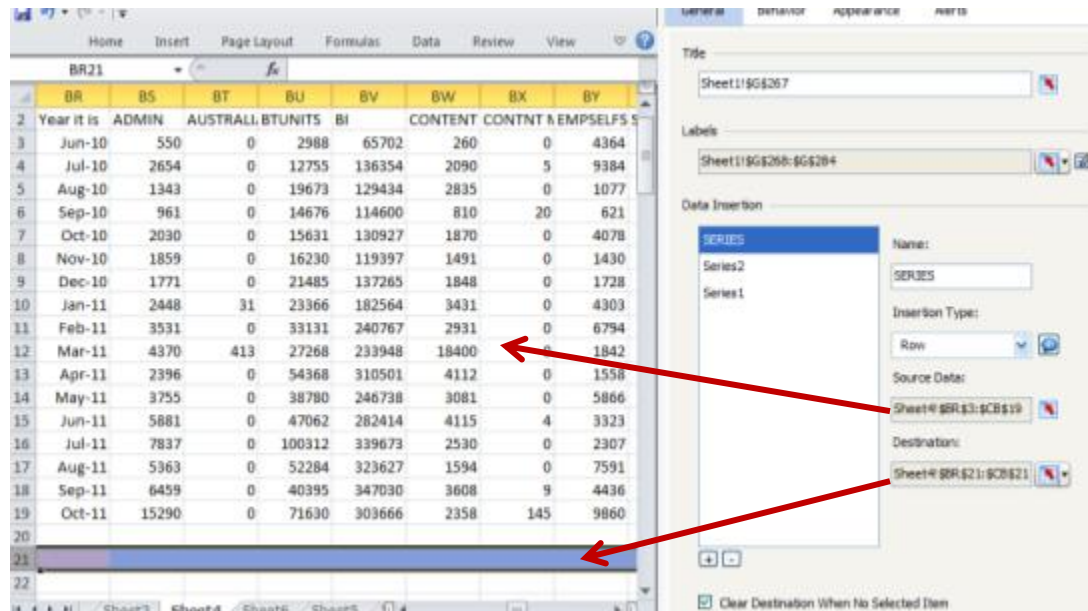 General Behavior Appearance Alerts
Home Insert Page Layout Formulas Data Review View
BR21 fx
BR BS BT BU BV BW BX BY
2 Year it is ADMIN AUSTRALI BTUNITS BI CONTENT CONTNT M EMPSELFS S
3 Jun-10 550 0 2988 65702 260 0 4364
4 Jul-10 2654 0 12755 136354 2090 5 9384
5 Aug-10 1343 0 19673 129434 2835 0 1077
6 Sep-10 961 0 14676 114600 810 20 621
7 Oct-10 2030 0 15631 130927 1870 0 4078
8 Nov-10 1859 0 16230 119397 1491 0 1430
9 Dec-10 1771 0 21485 137265 1848 0 1728
10 Jan-11 2448 31 23366 182564 3431 0 4303
11 Feb-11 3531 0 33131 240767 2931 0 6794
12 Mar-11 4370 413 27268 233948 18400 1842
13 Apr-11 2396 0 54368 310501 4112 0 1558
14 May-11 3755 0 38780 246738 3081 0 5866
15 Jun-11 5881 0 47062 282414 4115 4 3323
16 Jul-11 7837 0 100312 339673 2530 0 2307
17 Aug-11 5363 0 52284 323627 1594 0 7591
18 Sep-11 6459 0 40395 347030 3608 9 4436
19 Oct-11 15290 0 71630 303666 2358 145 9860
20
21
22
Sheet3 Sheet4 Sheet6 Sheet5
Title
Sheet1!$G$267
Labels
Sheet1!$G$268:$G$284
Data Insertion
SERIES
Series2
Series1
Name:
SERIES
Insertion Type:
Row
Source Data:
Sheet4!$BR$3:$CB$19
Destination:
Sheet4!$BR$21:$CB$21
+ -
Clear Destination When No Selected Item